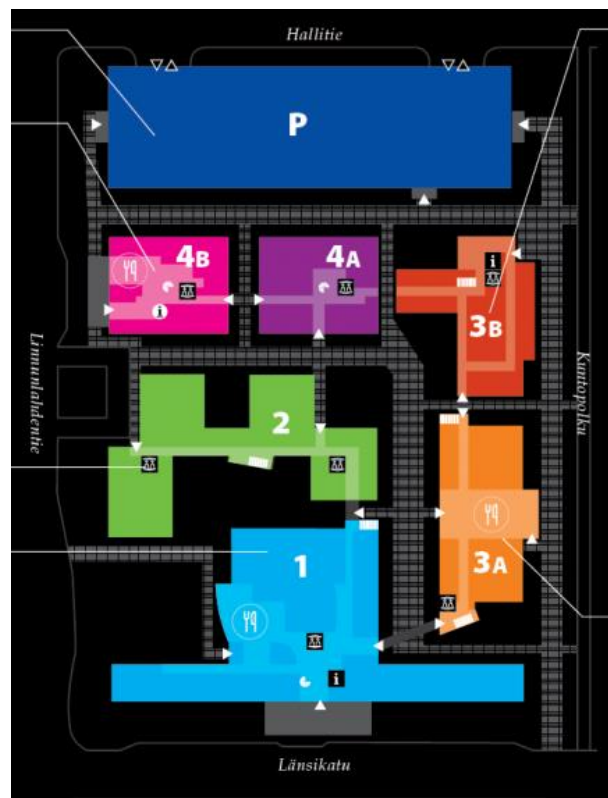 Hallitie
P
4B
4A
i
3B
i
Linnunlahdentie
2
Kuntopolku
1
3A
i
Länsikatu